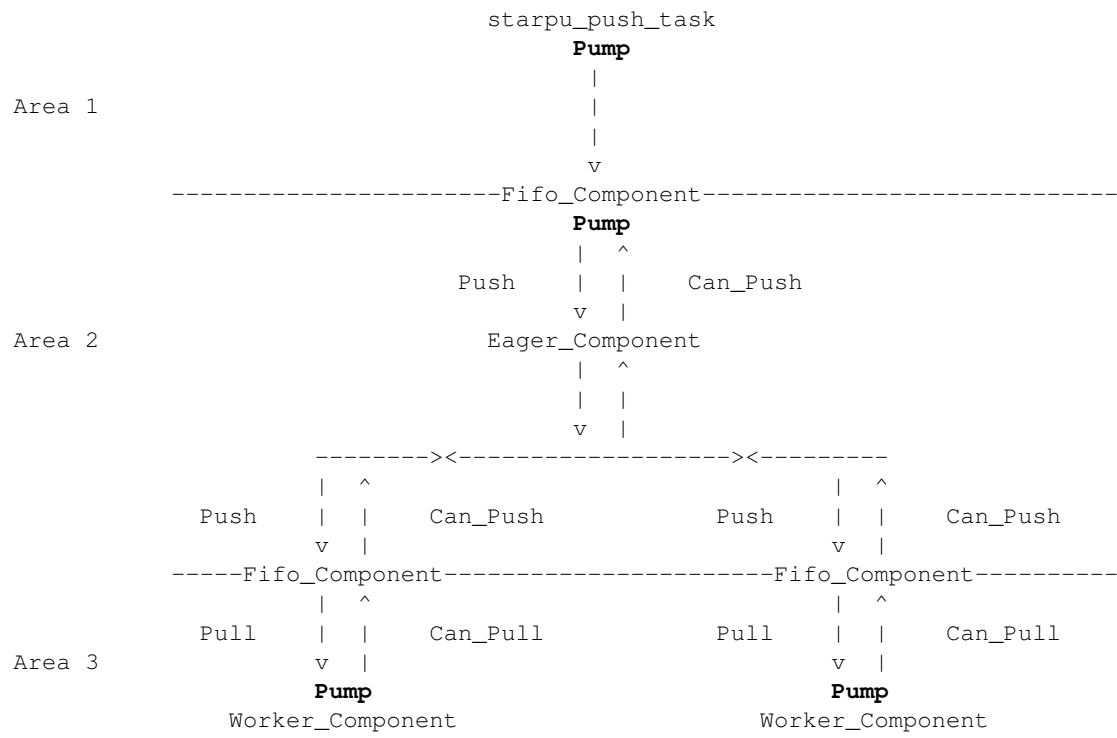 starpu_push_task
Pump
|
Area 1 |
|
v
-----------------------Fifo_Component-----------------------------
Pump
| ^
Push | | Can_Push
v |
Area 2 Eager_Component
| ^
| |
v |
--------><-------------------><---------
| ^ | ^
Push | | Can_Push Push | | Can_Push
v | v |
-----Fifo_Component-----------------------Fifo_Component----------
| ^ | ^
Pull | | Can_Pull Pull | | Can_Pull
Area 3 v | v |
Pump Pump
Worker_Component Worker_Component